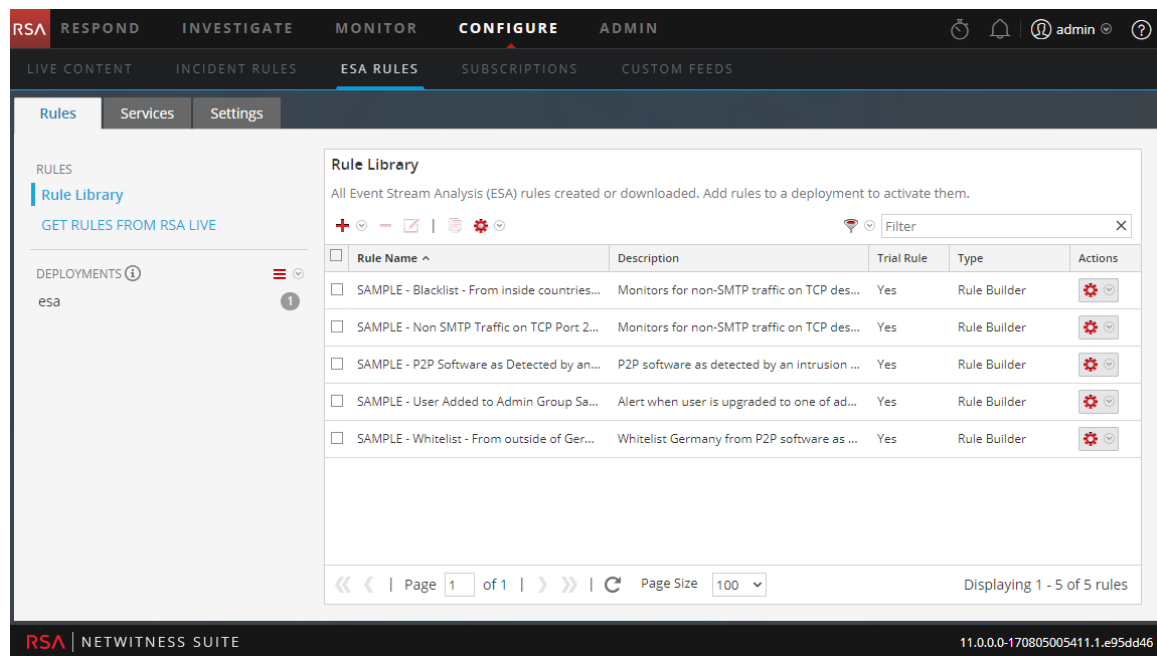 RSA RESPOND INVESTIGATE MONITOR CONFIGURE ADMIN admin
LIVE CONTENT INCIDENT RULES ESA RULES SUBSCRIPTIONS CUSTOM FEEDS
Rules Services Settings
RULES
Rule Library
GET RULES FROM RSA LIVE
DEPLOYMENTS
esa 1
Rule Library
All Event Stream Analysis (ESA) rules created or downloaded. Add rules to a deployment to activate them.
Filter
Rule Name Description Trial Rule Type Actions
SAMPLE - Blacklist - From inside countries... Monitors for non-SMTP traffic on TCP des... Yes Rule Builder
SAMPLE - Non SMTP Traffic on TCP Port 2... Monitors for non-SMTP traffic on TCP des... Yes Rule Builder
SAMPLE - P2P Software as Detected by an... P2P software as detected by an intrusion ... Yes Rule Builder
SAMPLE - User Added to Admin Group Sa... Alert when user is upgraded to one of ad... Yes Rule Builder
SAMPLE - Whitelist - From outside of Ger... Whitelist Germany from P2P software as ... Yes Rule Builder
Page 1 of 1 | Page Size 100 Displaying 1 - 5 of 5 rules
RSA NETWITNESS SUITE 11.0.0.0-170805005411.1.e95dd46